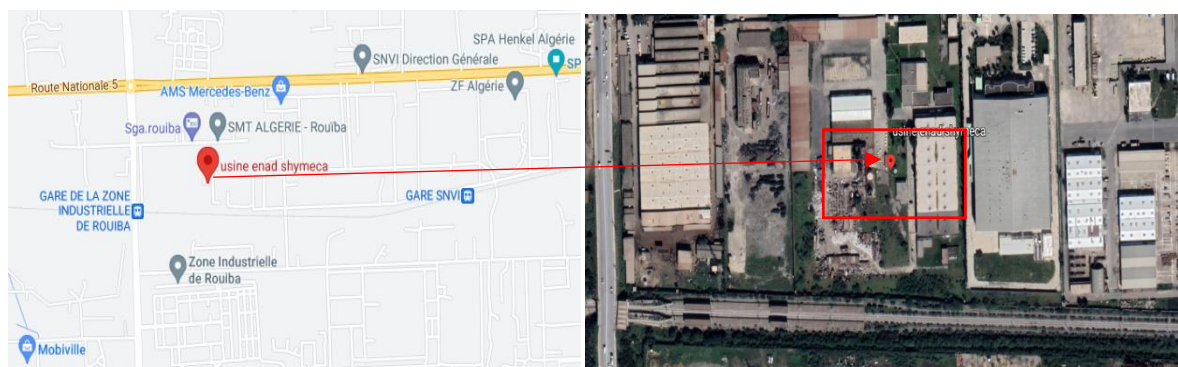 SPA Henkel Algérie
SNVI Direction Générale
SP
Route Nationale 5
ZF Algérie
AMS Mercedes-Benz
Sga.rouiba
SMT ALGERIE - Rouïba
usine enad shymeca
GARE DE LA ZONE
INDUSTRIELLE
DE ROUIBA
GARE SNVI
Zone Industrielle
de Rouiba
Mobiville
usine enad shymeca